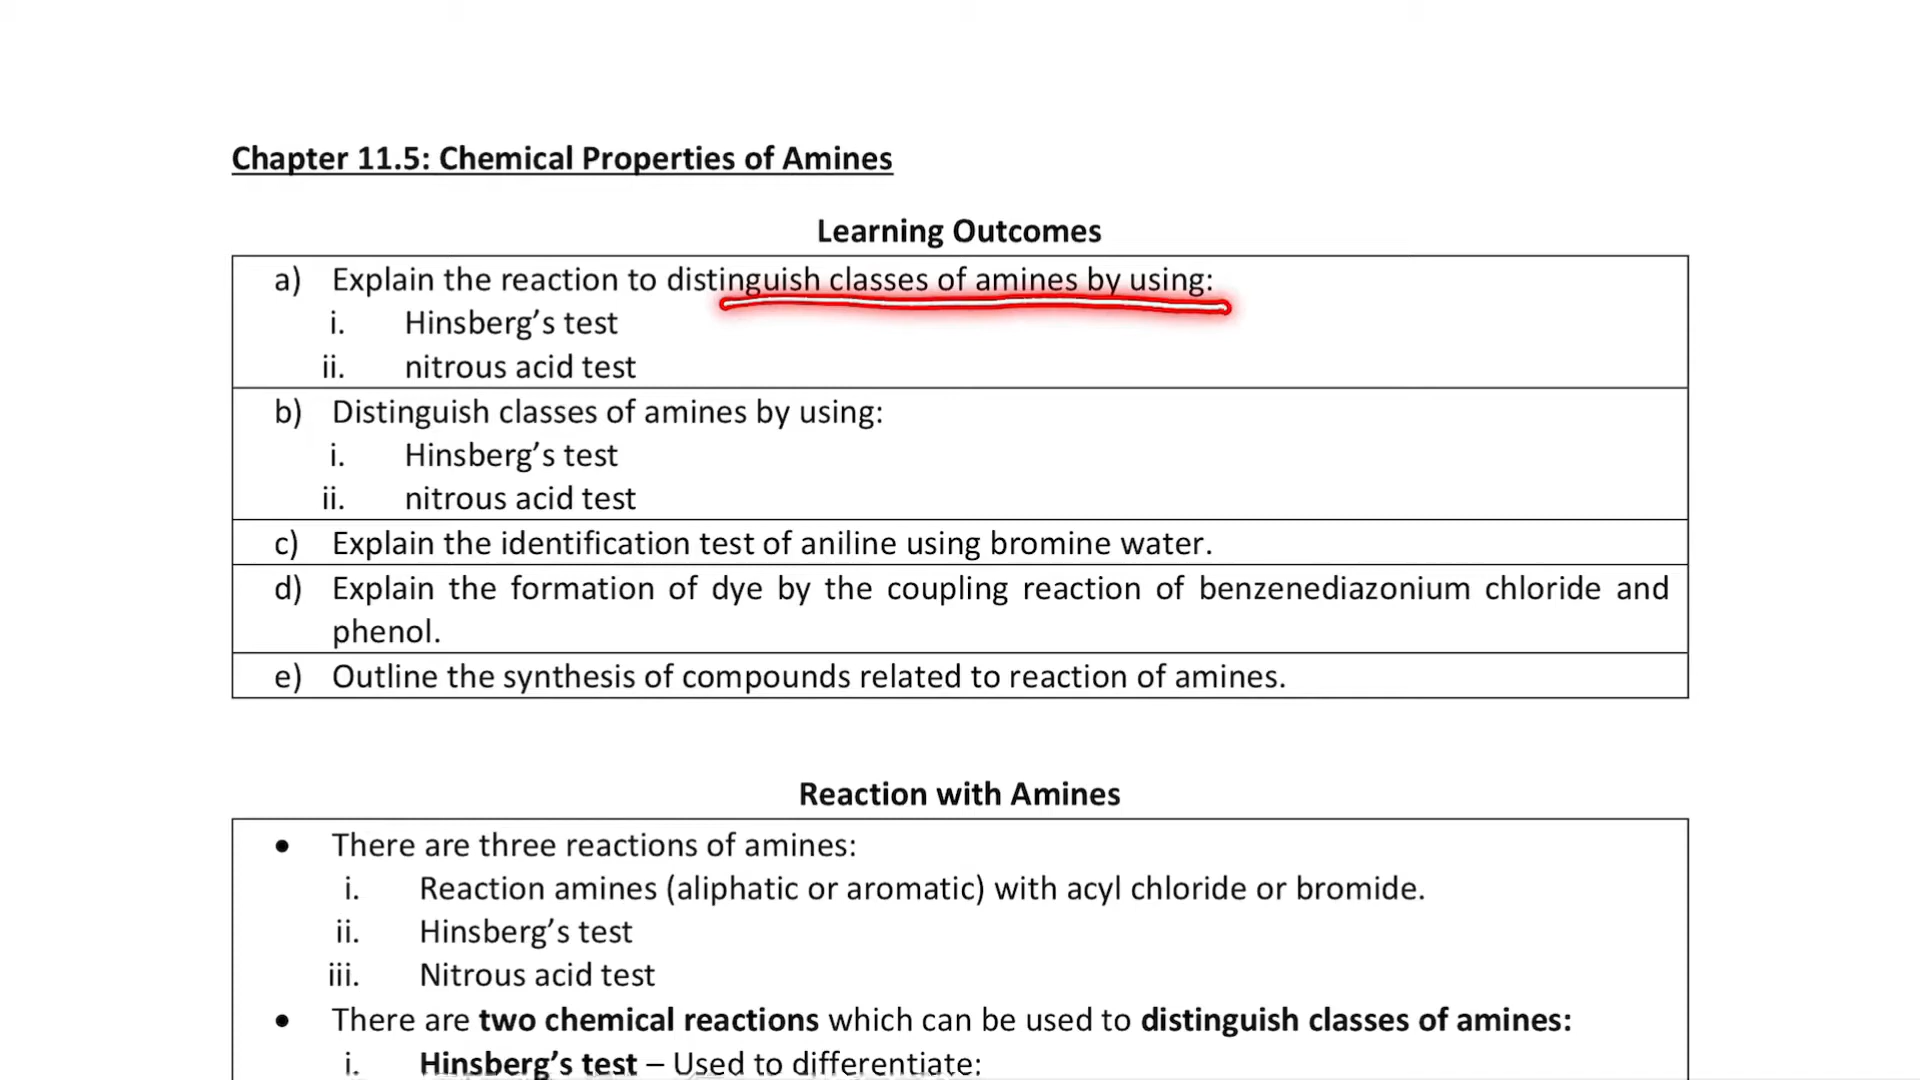 Chapter 11.5: Chemical Properties of Amines
Learning Outcomes
a) Explain the reaction to distinguish classes of amines by using:
i. Hinsberg’s test
ii. nitrous acid test
b) Distinguish classes of amines by using:
i. Hinsberg’s test
ii. nitrous acid test
c) Explain the identification test of aniline using bromine water.
d) Explain the formation of dye by the coupling reaction of benzenediazonium chloride and
phenol.
e) Outline the synthesis of compounds related to reaction of amines.
Reaction with Amines
• There are three reactions of amines:
i. Reaction amines (aliphatic or aromatic) with acyl chloride or bromide.
ii. Hinsberg’s test
iii. Nitrous acid test
• There are two chemical reactions which can be used to distinguish classes of amines:
i. Hinsberg’s test – Used to differentiate: